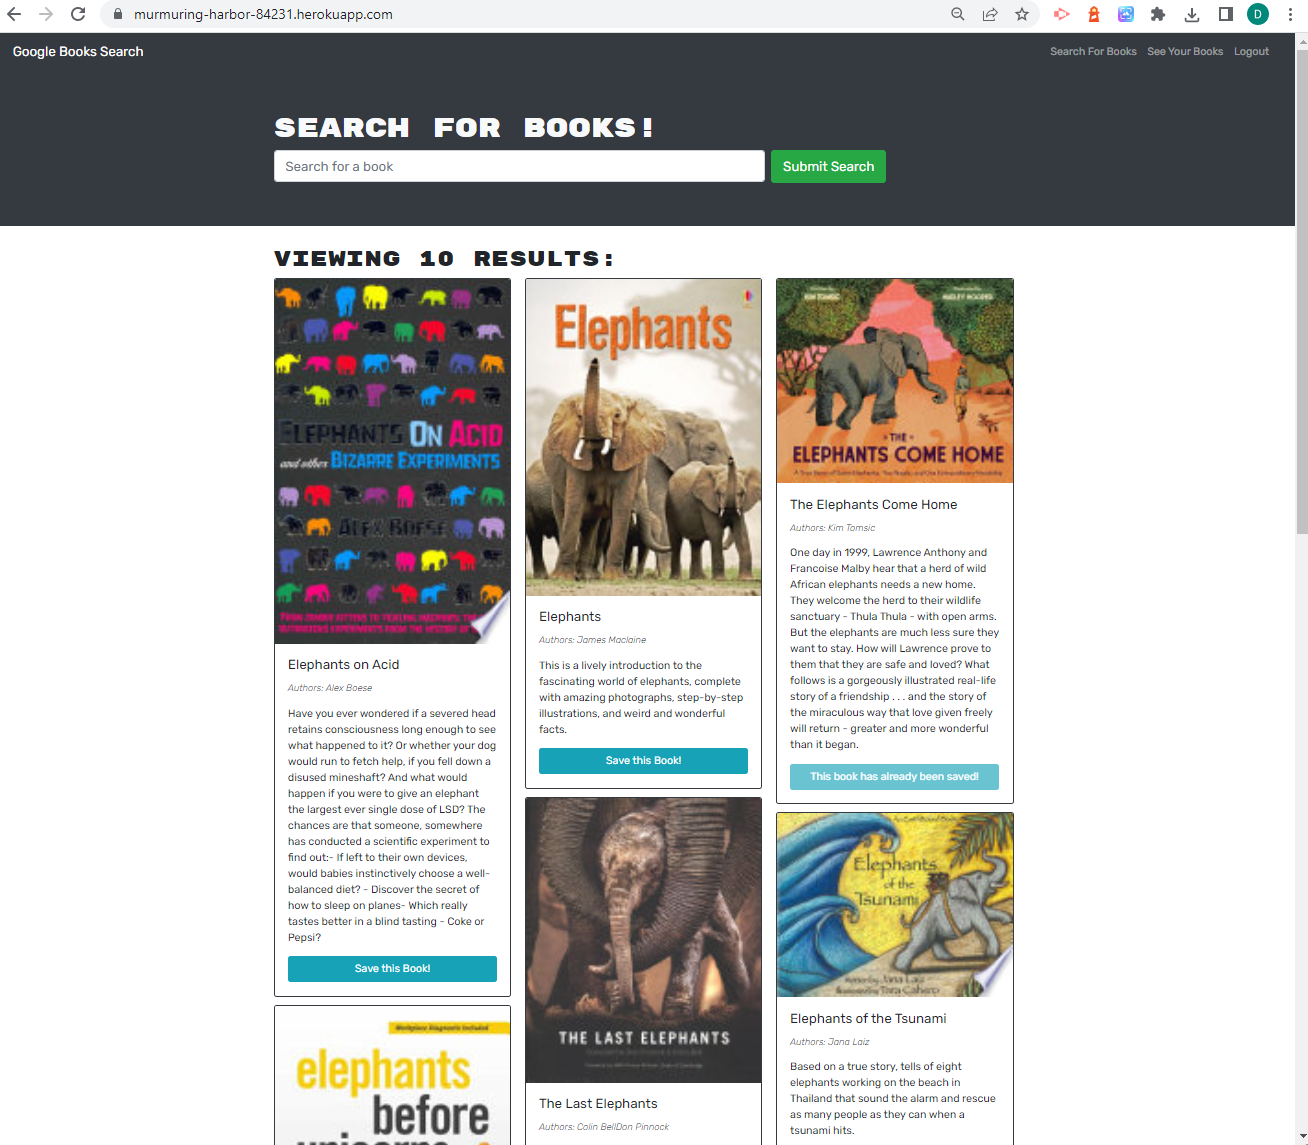 murmuring-harbor-84231.herokuapp.com
D
Google Books Search
Search For Books
See Your Books
Logout
SEARCH FOR BOOKS!
Search for a book
Submit Search
VIEWING 10 RESULTS:
ELEPHANTS ON ACID
and other BIZARRE EXPERIMENTS
ALEX BOESE
Elephants on Acid
Authors: Alex Boese
Have you ever wondered if a severed head
retains consciousness long enough to see
what happened to it? Or whether your dog
would run to fetch help, if you fell down a
disused mineshaft? And what would
happen if you were to give an elephant
the largest ever single dose of LSD? The
chances are that someone, somewhere
has conducted a scientific experiment to
find out:- If left to their own devices,
would babies instinctively choose a well-
balanced diet? - Discover the secret of
how to sleep on planes- Which really
tastes better in a blind tasting - Coke or
Pepsi?
Save this Book!
Workplace Diagnostic Included
elephants
before
unicorns
Elephants
Elephants
Authors: James Maclaine
This is a lively introduction to the
fascinating world of elephants, complete
with amazing photographs, step-by-step
illustrations, and weird and wonderful
facts.
Save this Book!
THE LAST ELEPHANTS
The Last Elephants
Authors: Colin BellDon Pinnock
KIM TOMSIC
HADLEY HOOPER
THE
ELEPHANTS COME HOME
The Elephants Come Home
Authors: Kim Tomsic
One day in 1999, Lawrence Anthony and
Francoise Malby hear that a herd of wild
African elephants needs a new home.
They welcome the herd to their wildlife
sanctuary - Thula Thula - with open arms.
But the elephants are much less sure they
want to stay. How will Lawrence prove to
them that they are safe and loved? What
follows is a gorgeously illustrated real-life
story of a friendship . . . and the story of
the miraculous way that love given freely
will return - greater and more wonderful
than it began.
This book has already been saved!
Elephants
of the
Tsunami
Jana Laiz
Tara Cafiero
Elephants of the Tsunami
Authors: Jana Laiz
Based on a true story, tells of eight
elephants working on the beach in
Thailand that sound the alarm and rescue
as many people as they can when a
tsunami hits.